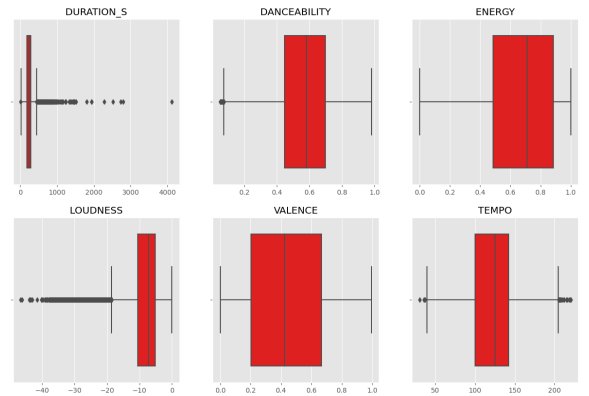 DURATION_S
DANCEABILITY
ENERGY
0 1000 2000 3000 4000
0.2 0.4 0.6 0.8 1.0
0.0 0.2 0.4 0.6 0.8 1.0
LOUDNESS
VALENCE
TEMPO
−40 −30 −20 −10 0
0.0 0.2 0.4 0.6 0.8 1.0
50 100 150 200